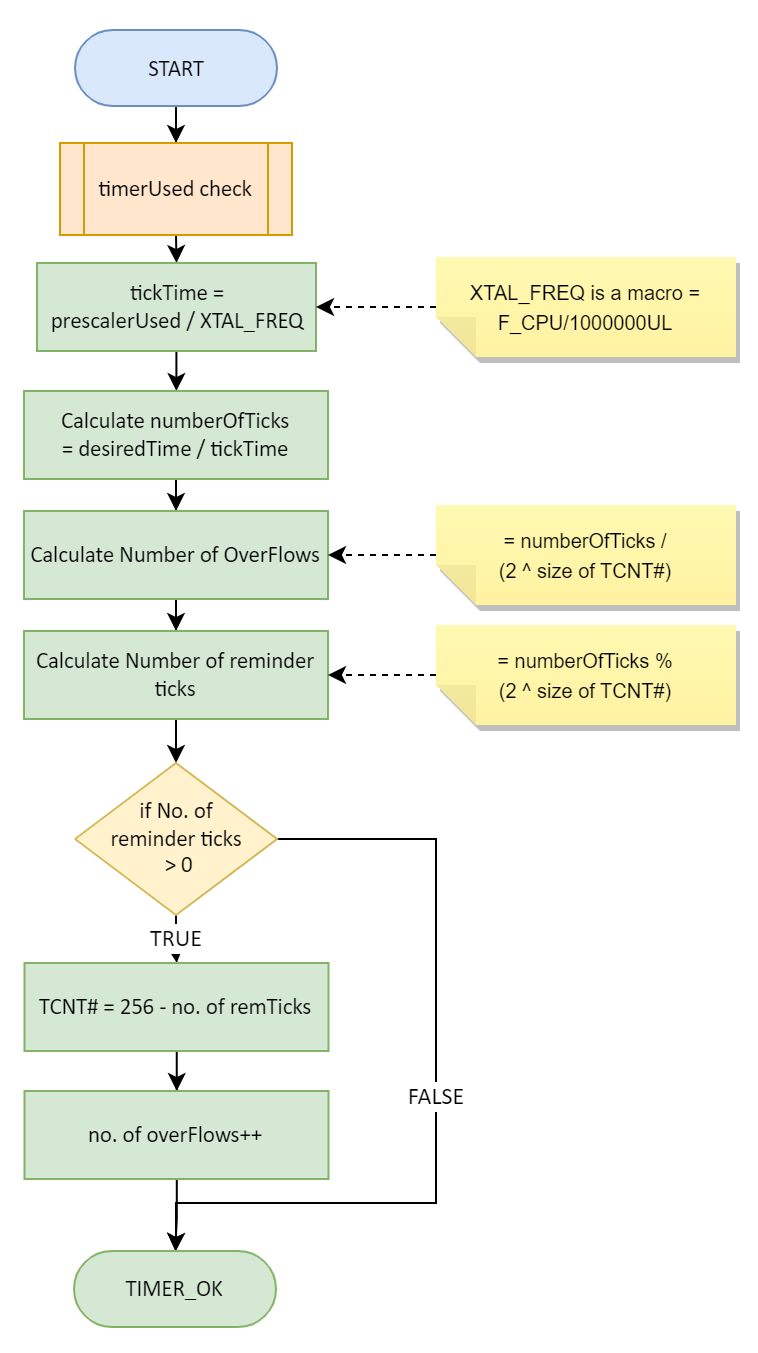 START
timerUsed check
tickTime =
prescalerUsed / XTAL_FREQ
XTAL_FREQ is a macro =
F_CPU/1000000UL
Calculate numberOfTicks
= desiredTime / tickTime
Calculate Number of OverFlows
= numberOfTicks /
(2 ^ size of TCNT#)
Calculate Number of reminder
ticks
= numberOfTicks %
(2 ^ size of TCNT#)
if No. of
reminder ticks
> 0
TRUE
TCNT# = 256 - no. of remTicks
FALSE
no. of overFlows++
TIMER_OK